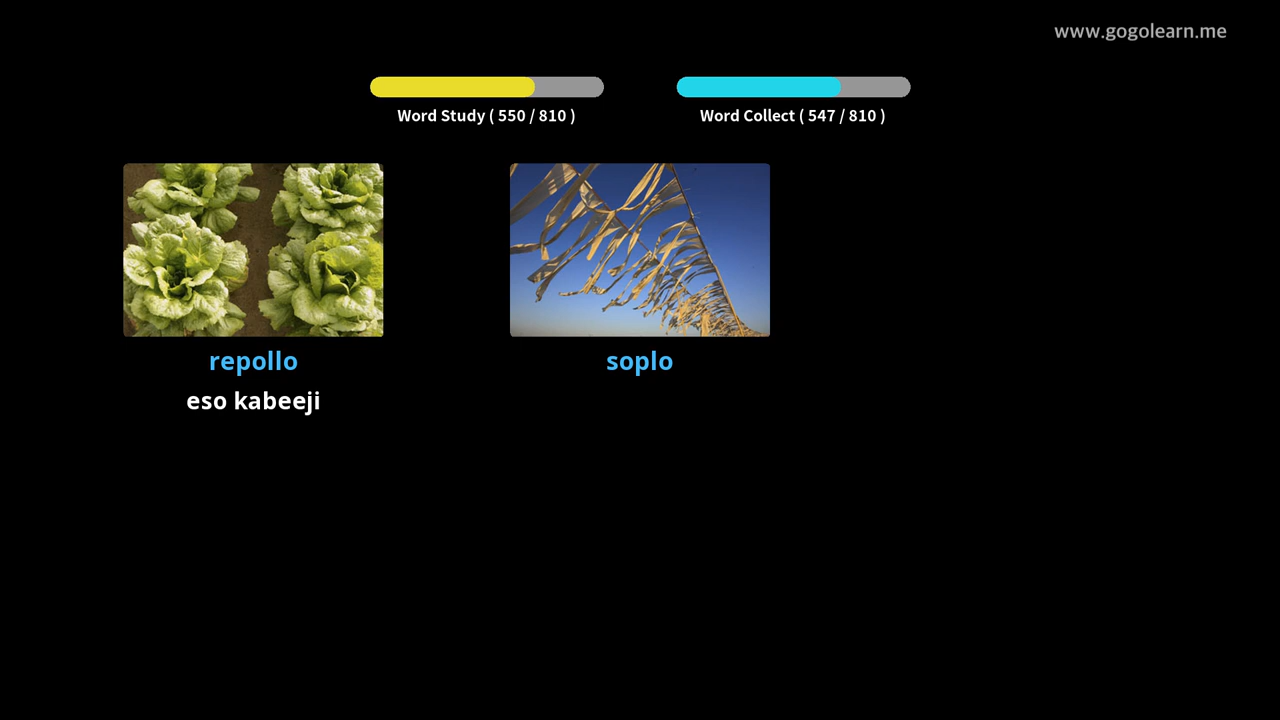 www.gogolearn.me
Word Study ( 550 / 810 )
Word Collect ( 547 / 810 )
repollo
eso kabeeji
soplo